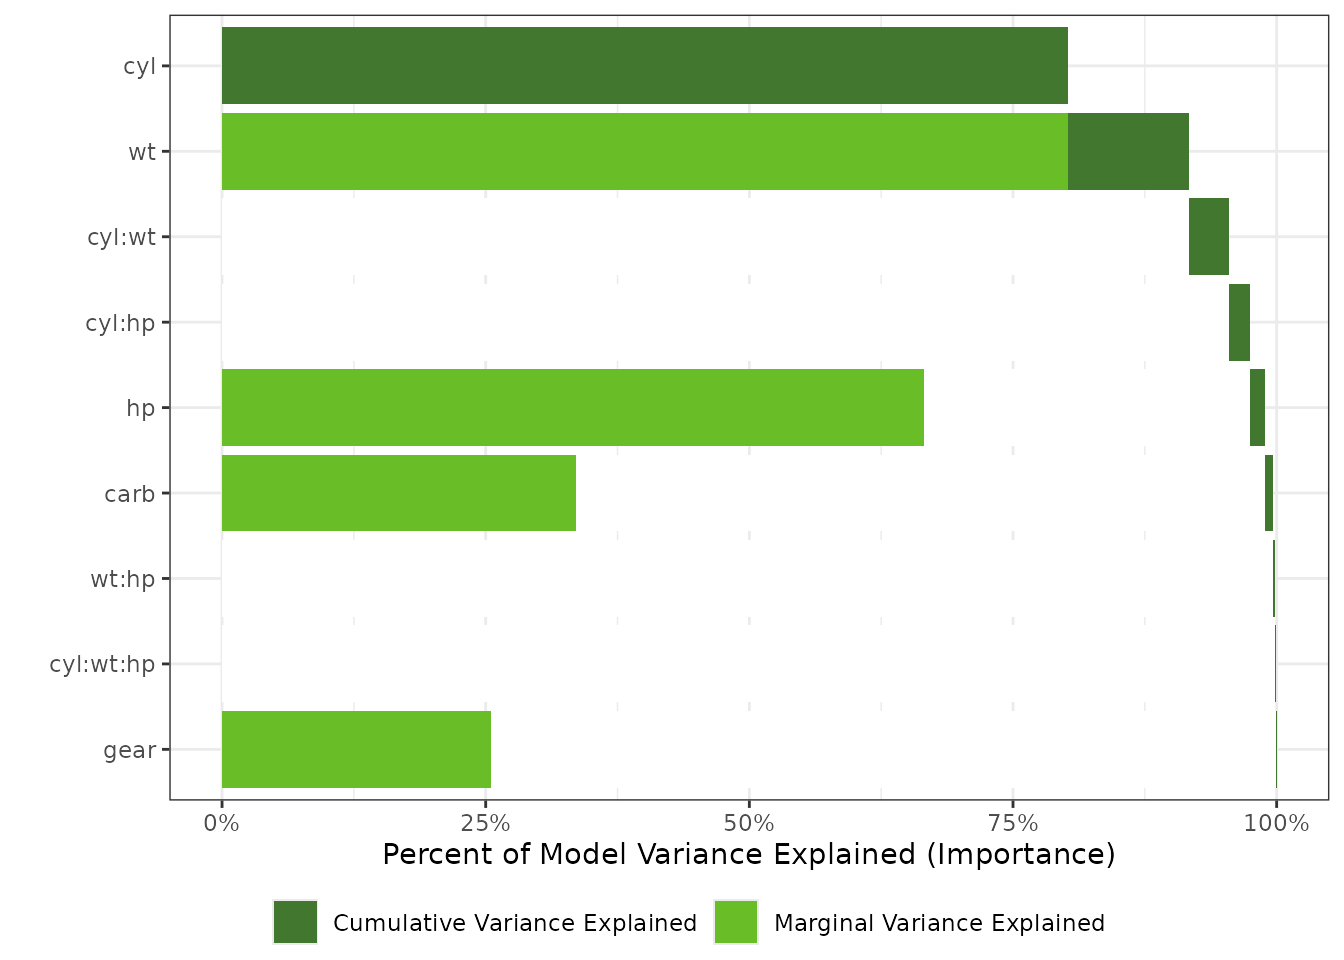 cyl
wt
cyl:wt
cyl:hp
hp
carb
wt:hp
cyl:wt:hp
gear
0% 25% 50% 75% 100%
Percent of Model Variance Explained (Importance)
Cumulative Variance Explained Marginal Variance Explained